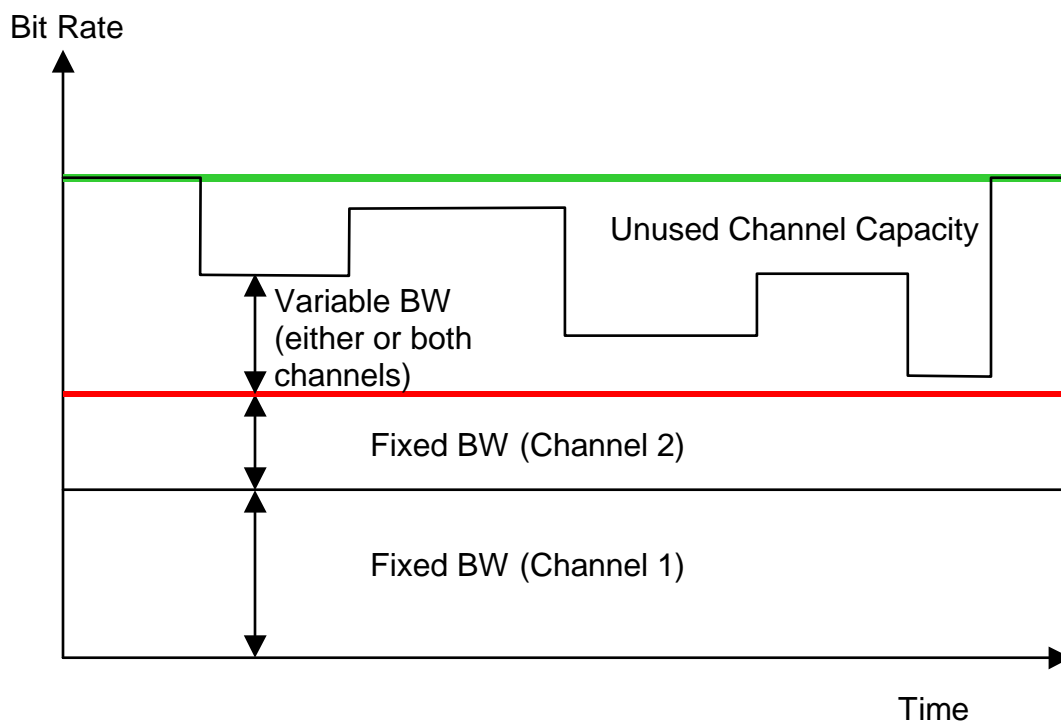 Bit Rate
Unused Channel Capacity
Variable BW
(either or both
channels)
Fixed BW (Channel 2)
Fixed BW (Channel 1)
Time